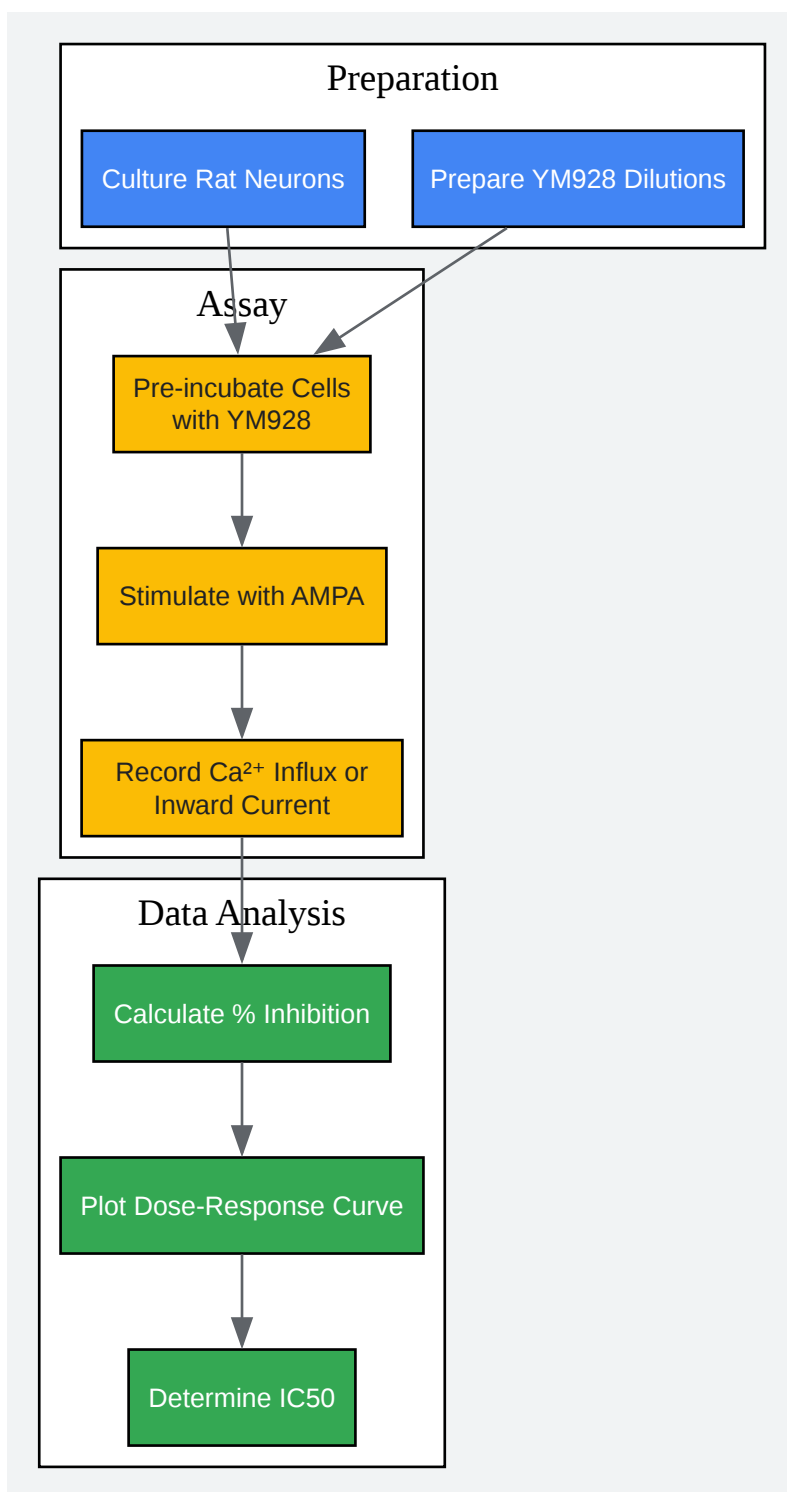 Preparation
Culture Rat Neurons
Prepare YM928 Dilutions
Assay
Pre-incubate Cells
with YM928
Stimulate with AMPA
Record Ca²⁺ Influx or
Inward Current
Data Analysis
Calculate % Inhibition
Plot Dose-Response Curve
Determine IC50